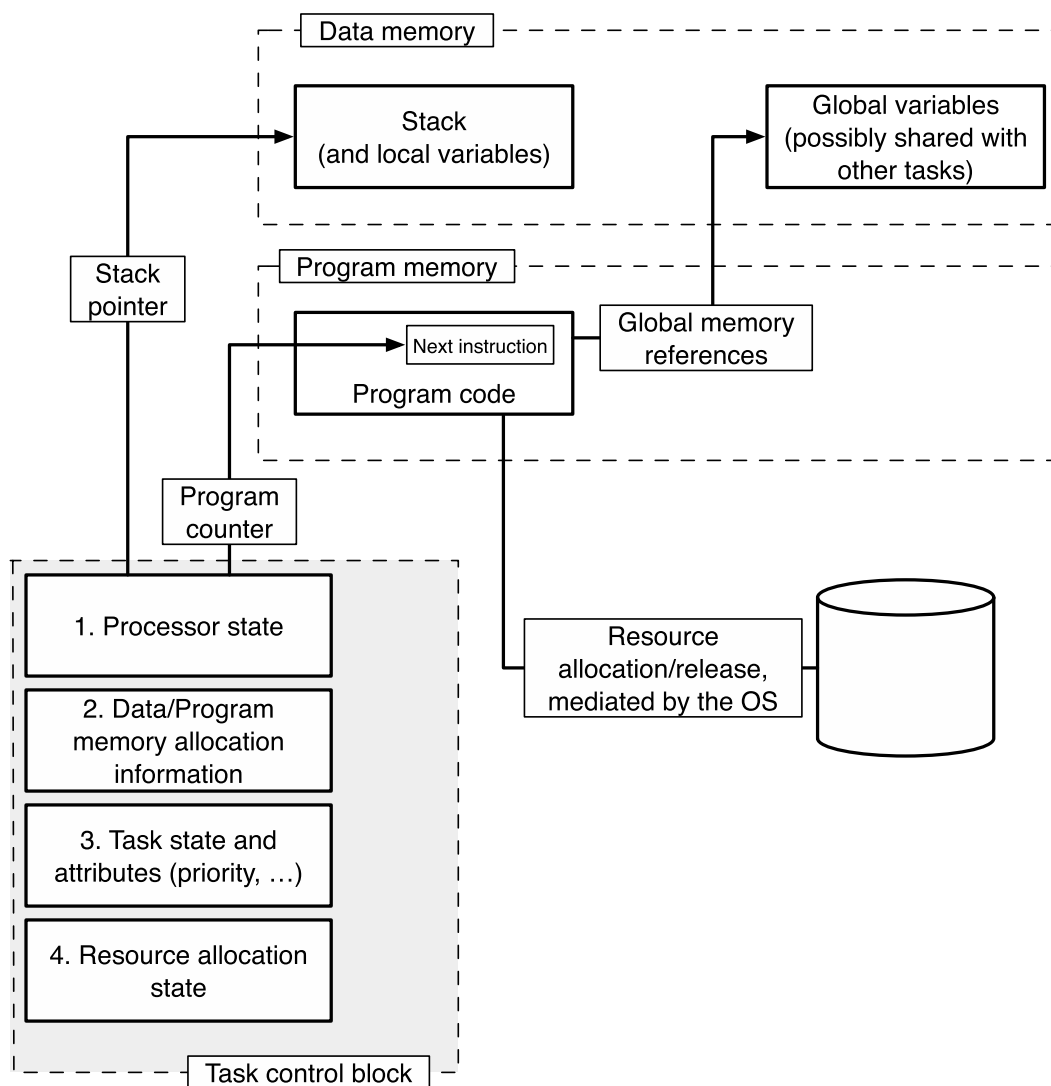 Data memory
Stack
(and local variables)
Global variables
(possibly shared with
other tasks)
Stack
pointer
Program memory
Next instruction
Program code
Global memory
references
Program
counter
1. Processor state
2. Data/Program
memory allocation
information
3. Task state and
attributes (priority, …)
4. Resource allocation
state
Task control block
Resource
allocation/release,
mediated by the OS